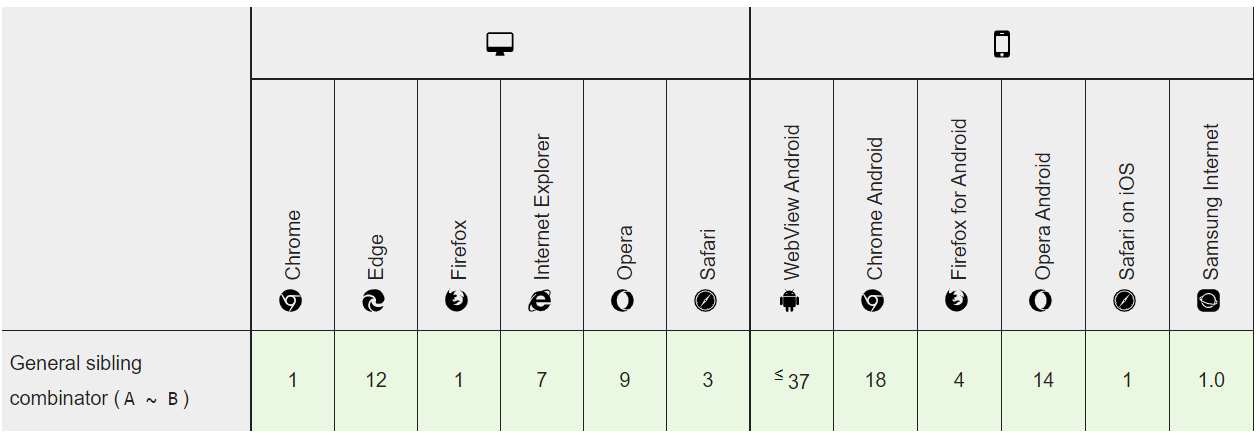 Chrome
Edge
Firefox
Internet Explorer
Opera
Safari
WebView Android
Chrome Android
Firefox for Android
Opera Android
Safari on iOS
Samsung Internet
General sibling
combinator (A ~ B)
1
12
1
7
9
3
≤ 37
18
4
14
1
1.0